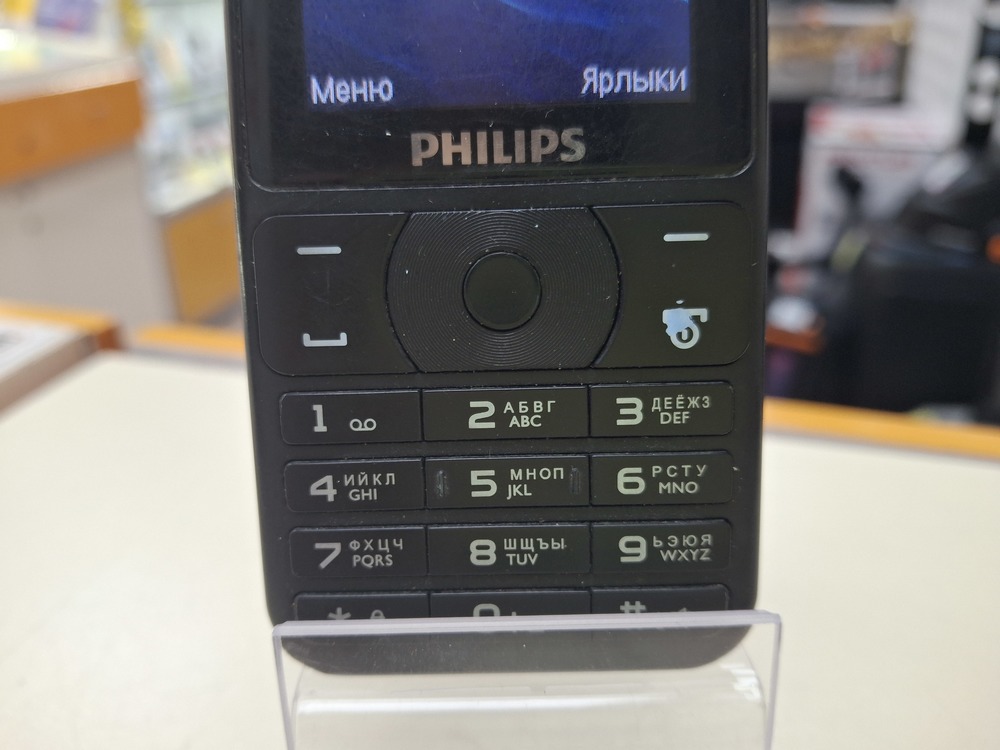 Меню Ярлыки
PHILIPS
1 2 АБВГ ABC 3 ДЕЁЖЗ DEF
4 ИЙКЛ GHI 5 МНОП JKL 6 РСТУ MNO
7 ФХЦЧ PQRS 8 ШЩЪЫ TUV 9 ЬЭЮЯ WXYZ
* 0 #